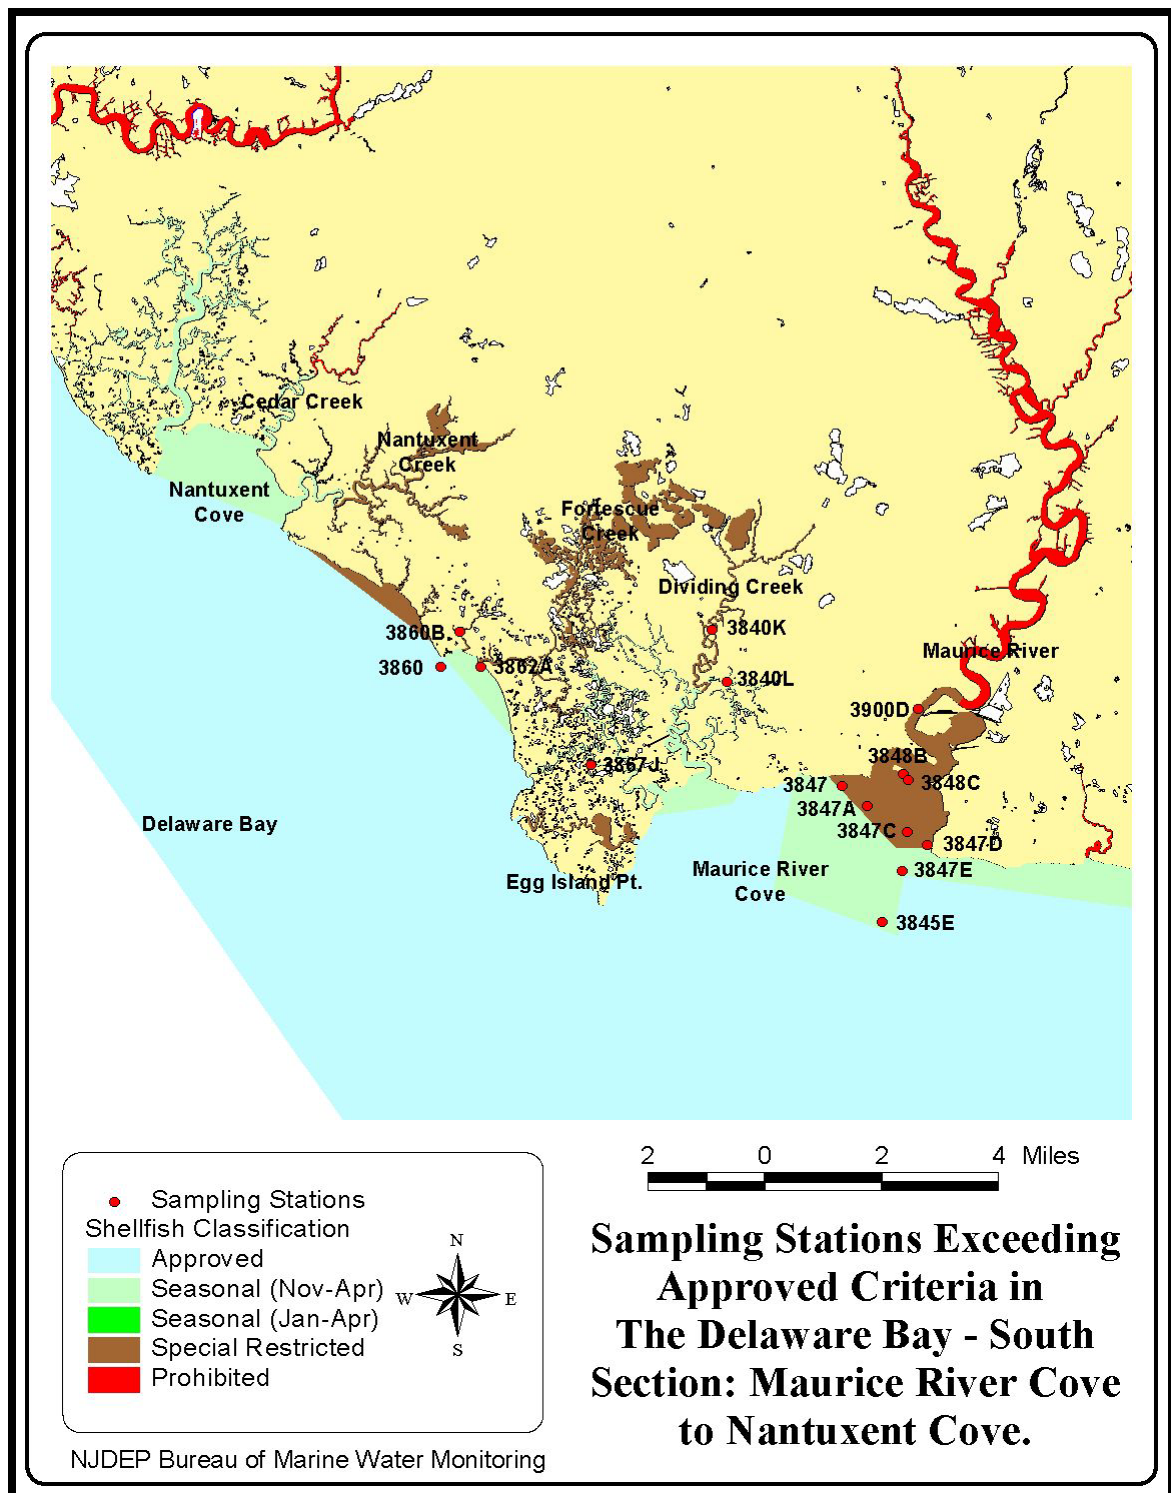 Cedar Creek
Nantuxent
Creek
Nantuxent
Cove
Fortescue
Creek
Dividing Creek
3860B
3840K
Maurice River
3860
3862A
3840L
3900D
3848B
3867J
3847
3848C
3847A
Delaware Bay
3847C
3847D
Maurice River
Cove
3847E
Egg Island Pt.
3845E
2 0 2 4 Miles
Sampling Stations
Shellfish Classification
Approved
Seasonal (Nov-Apr)
Seasonal (Jan-Apr)
Special Restricted
Prohibited
N
W E
S
Sampling Stations Exceeding
Approved Criteria in
The Delaware Bay - South
Section: Maurice River Cove
to Nantuxent Cove.
NJDEP Bureau of Marine Water Monitoring